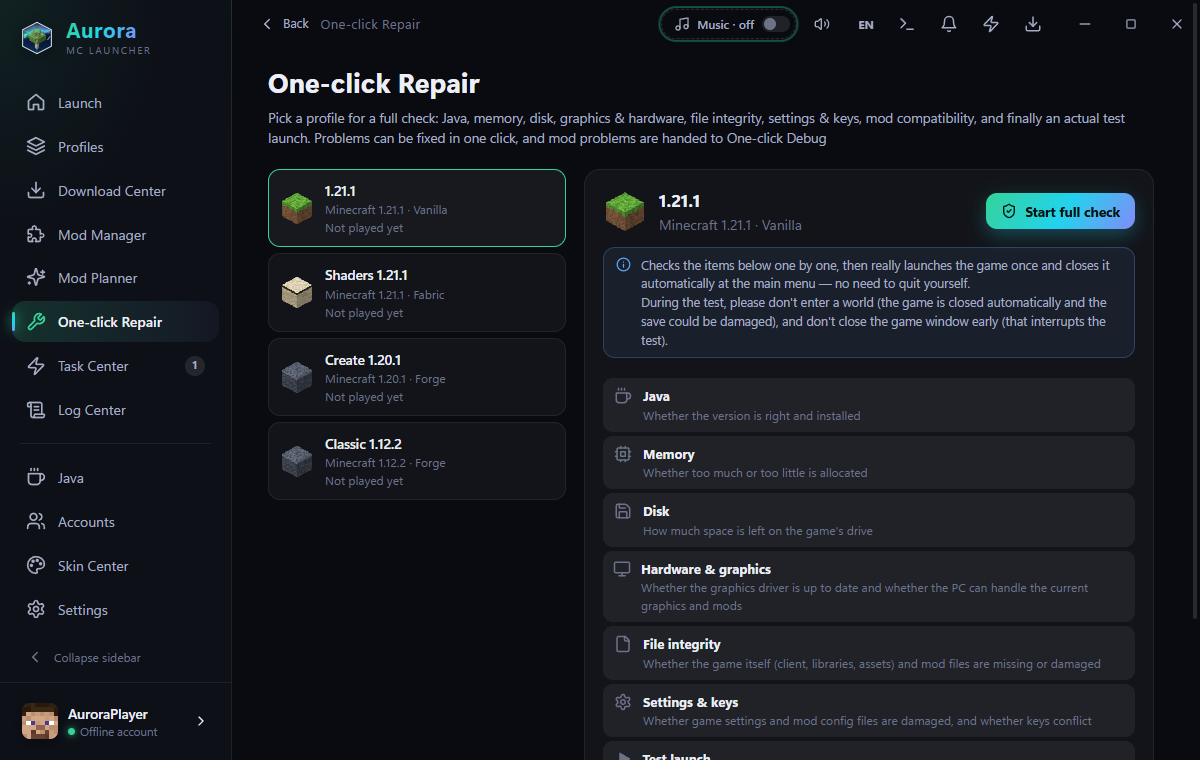 Aurora
MC LAUNCHER
Launch
Profiles
Download Center
Mod Manager
Mod Planner
One-click Repair
Task Center 1
Log Center
Java
Accounts
Skin Center
Settings
Collapse sidebar
AuroraPlayer
Offline account
Back One-click Repair
Music · off
EN
One-click Repair
Pick a profile for a full check: Java, memory, disk, graphics & hardware, file integrity, settings & keys, mod compatibility, and finally an actual test
launch. Problems can be fixed in one click, and mod problems are handed to One-click Debug
1.21.1
Minecraft 1.21.1 · Vanilla
Not played yet
Shaders 1.21.1
Minecraft 1.21.1 · Fabric
Not played yet
Create 1.20.1
Minecraft 1.20.1 · Forge
Not played yet
Classic 1.12.2
Minecraft 1.12.2 · Forge
Not played yet
1.21.1
Minecraft 1.21.1 · Vanilla
Start full check
Checks the items below one by one, then really launches the game once and closes it
automatically at the main menu — no need to quit yourself.
During the test, please don't enter a world (the game is closed automatically and the
save could be damaged), and don't close the game window early (that interrupts the
test).
Java
Whether the version is right and installed
Memory
Whether too much or too little is allocated
Disk
How much space is left on the game's drive
Hardware & graphics
Whether the graphics driver is up to date and whether the PC can handle the current
graphics and mods
File integrity
Whether the game itself (client, libraries, assets) and mod files are missing or damaged
Settings & keys
Whether game settings and mod config files are damaged, and whether keys conflict
Test launch